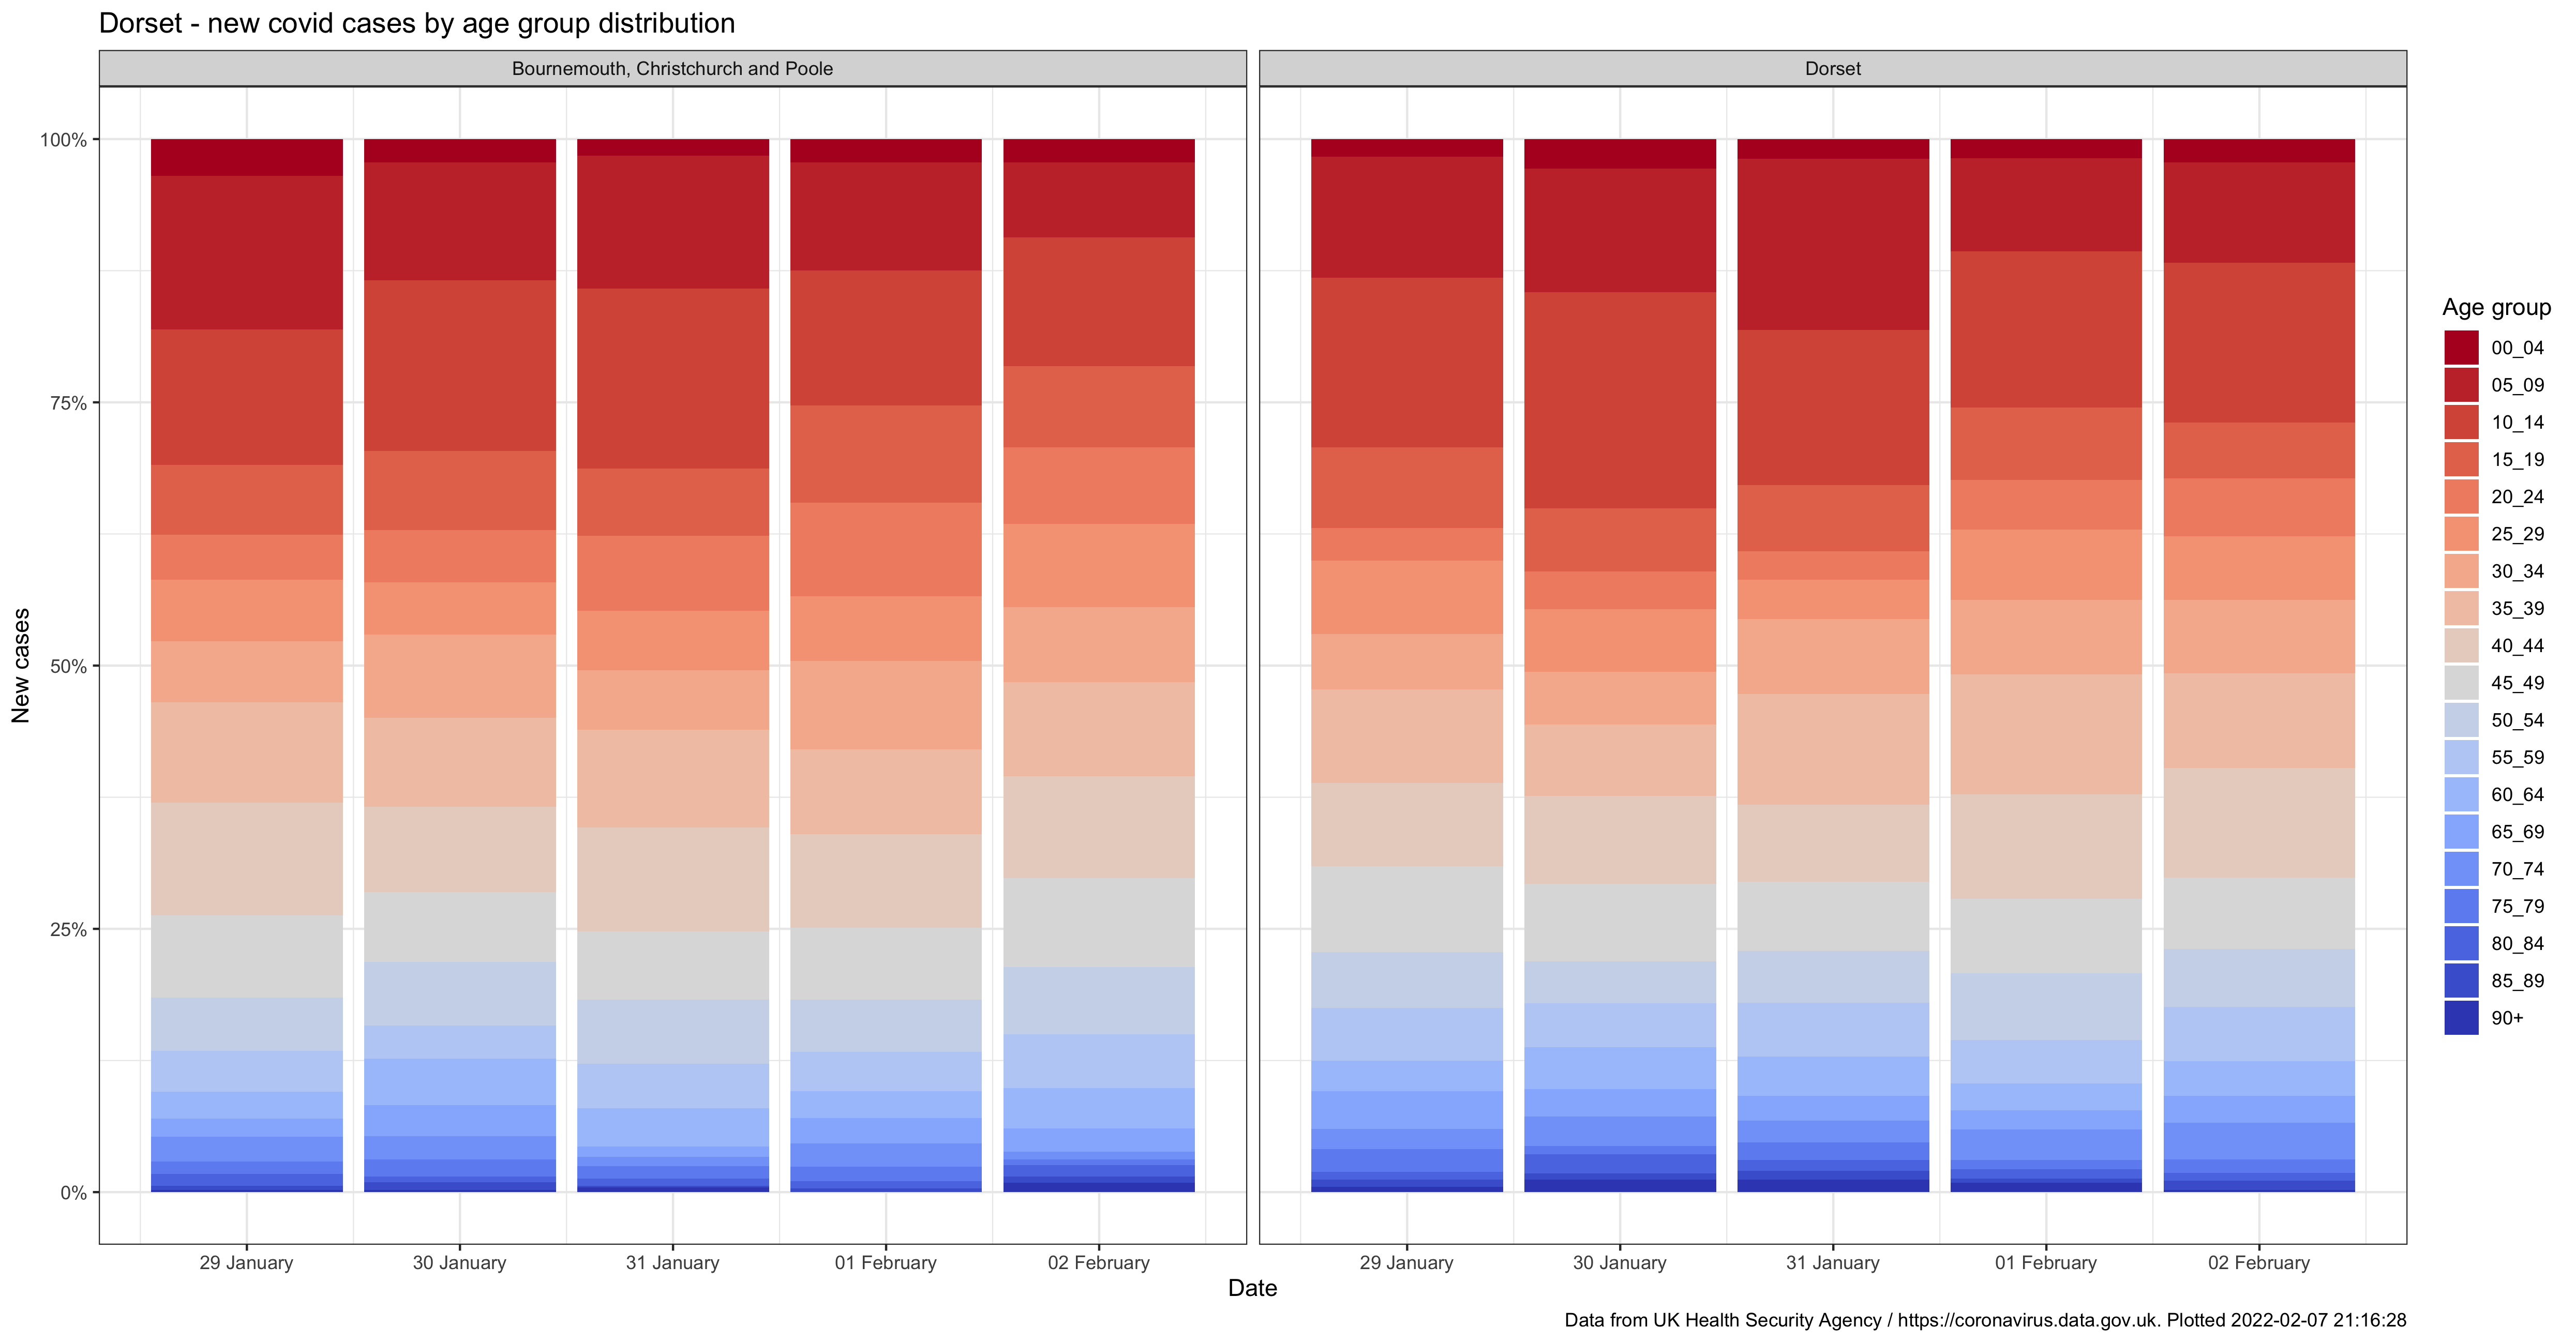 Dorset - new covid cases by age group distribution
Bournemouth, Christchurch and Poole
Dorset
100%
75%
50%
25%
0%
New cases
29 January
30 January
31 January
01 February
02 February
29 January
30 January
31 January
01 February
02 February
Date
Age group
00_04
05_09
10_14
15_19
20_24
25_29
30_34
35_39
40_44
45_49
50_54
55_59
60_64
65_69
70_74
75_79
80_84
85_89
90+
Data from UK Health Security Agency / https://coronavirus.data.gov.uk. Plotted 2022-02-07 21:16:28